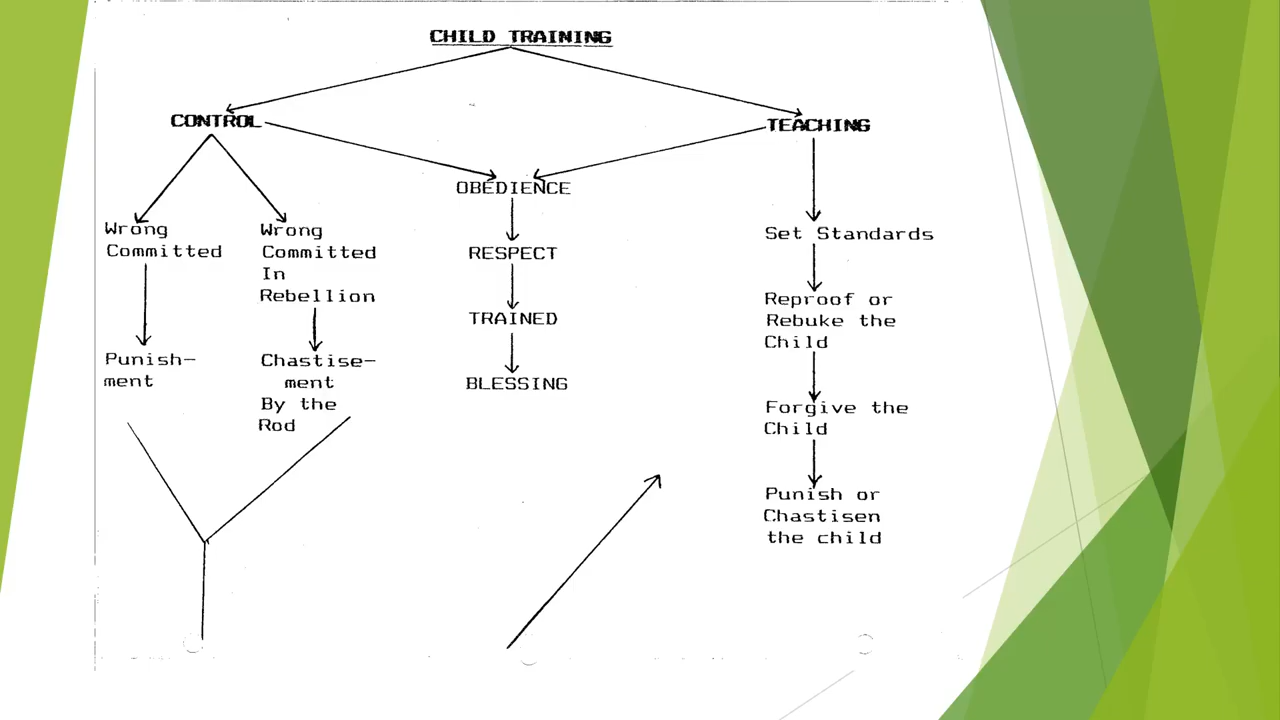 CHILD TRAINING
CONTROL
TEACHING
Wrong
Committed
Punish-
ment
Wrong
Committed
In
Rebellion
Chastise-
ment
By the
Rod
OBEDIENCE
RESPECT
TRAINED
BLESSING
Set Standards
Reproof or
Rebuke the
Child
Forgive the
Child
Punish or
Chastisen
the child